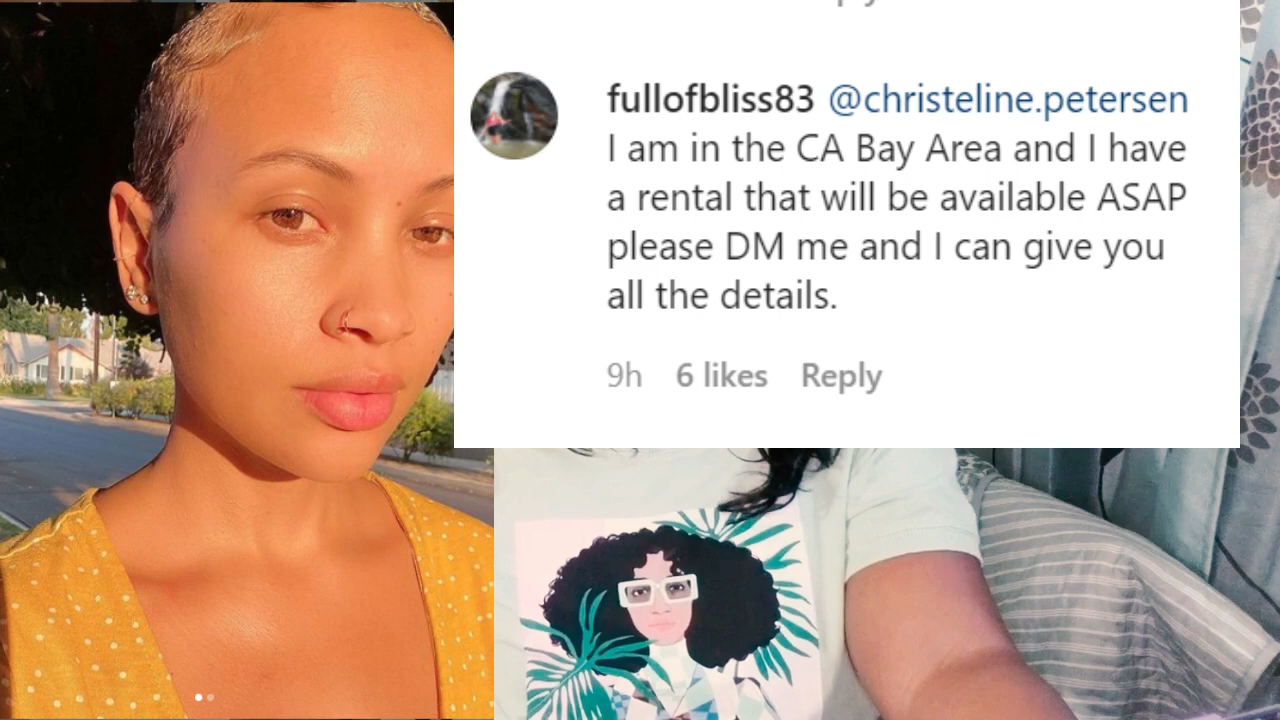 fullofbliss83 @christeline.petersen
I am in the CA Bay Area and I have
a rental that will be available ASAP
please DM me and I can give you
all the details.
9h 6 likes Reply